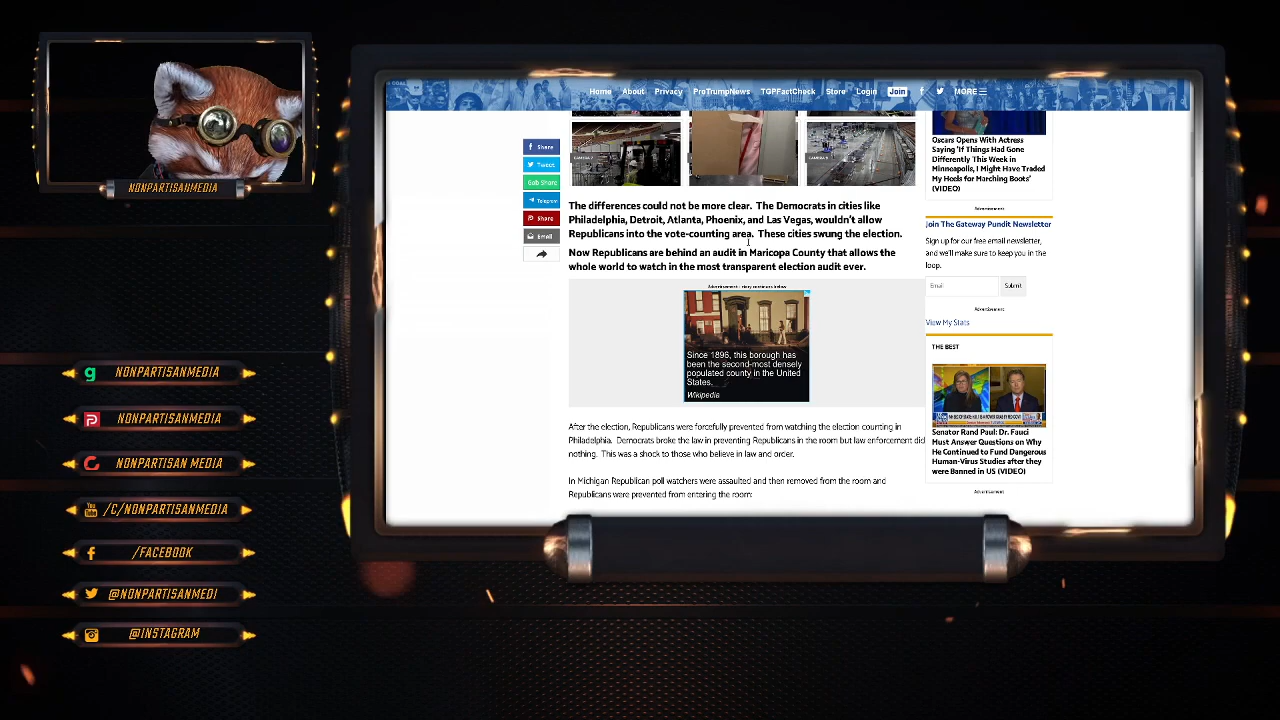 NONPARTISANMEDIA
NONPARTISANMEDIA
NONPARTISANMEDIA
NONPARTISAN MEDIA
You
Tube
/C/NONPARTISANMEDIA
/FACEBOOK
@NONPARTISANMEDI
@INSTAGRAM
Home About Privacy ProTrumpNews TGPFactCheck Store Login Join MORE
Share
Tweet
Gab Share
Telegram
Share
Email
CAMERA
The differences could not be more clear. The Democrats in cities like
Philadelphia, Detroit, Atlanta, Phoenix, and Las Vegas, wouldn't allow
Republicans into the vote-counting area. These cities swung the election.
Now Republicans are behind an audit in Maricopa County that allows the
whole world to watch in the most transparent election audit ever.
Advertisement - story continues below
Since 1896, this borough has
been the second-most densely
populated county in the United
States,
Wikipedia
After the election, Republicans were forcefully prevented from watching the election counting in
Philadelphia. Democrats broke the law in preventing Republicans in the room but law enforcement did
nothing. This was a shock to those who believe in law and order.
In Michigan Republican poll watchers were assaulted and then removed from the room and
Republicans were prevented from entering the room:
Oscars Opens With Actress
Saying 'If Things Had Gone
Differently This Week in
Minneapolis, I Might Have Traded
My Heels for Marching Boots'
(VIDEO)
Advertisement
Join The Gateway Pundit Newsletter
Sign up for our free email newsletter,
and we'll make sure to keep you in the
loop.
Email
Submit
Advertisement
View My Stats
THE BEST
Senator Rand Paul: Dr. Fauci
Must Answer Questions on Why
He Continued to Fund Dangerous
Human-Virus Studies after they
were Banned in US (VIDEO)
Advertisement